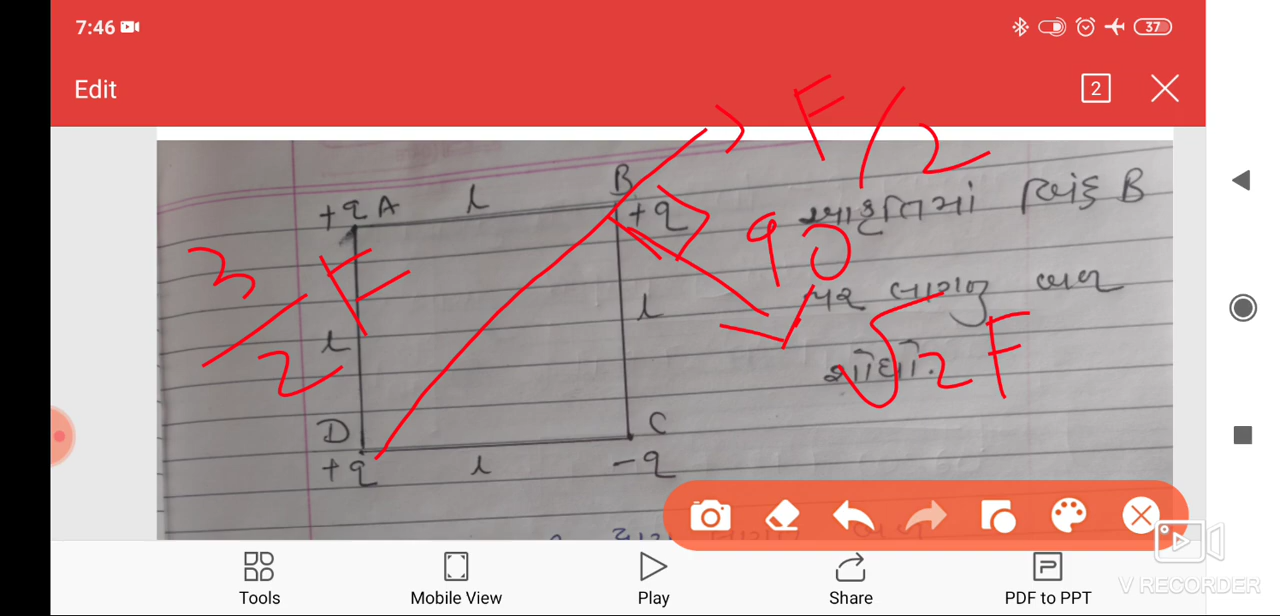 7:46
37
Edit
2
F/2
+q A
l
B
+q
90
આકૃતિમાં બિંદુ B
પર લાગતું બળ
શોધો.
√2 F
3/2 F
l
l
D
C
+q
l
-q
Tools
Mobile View
Play
Share
PDF to PPT
V RECORDER